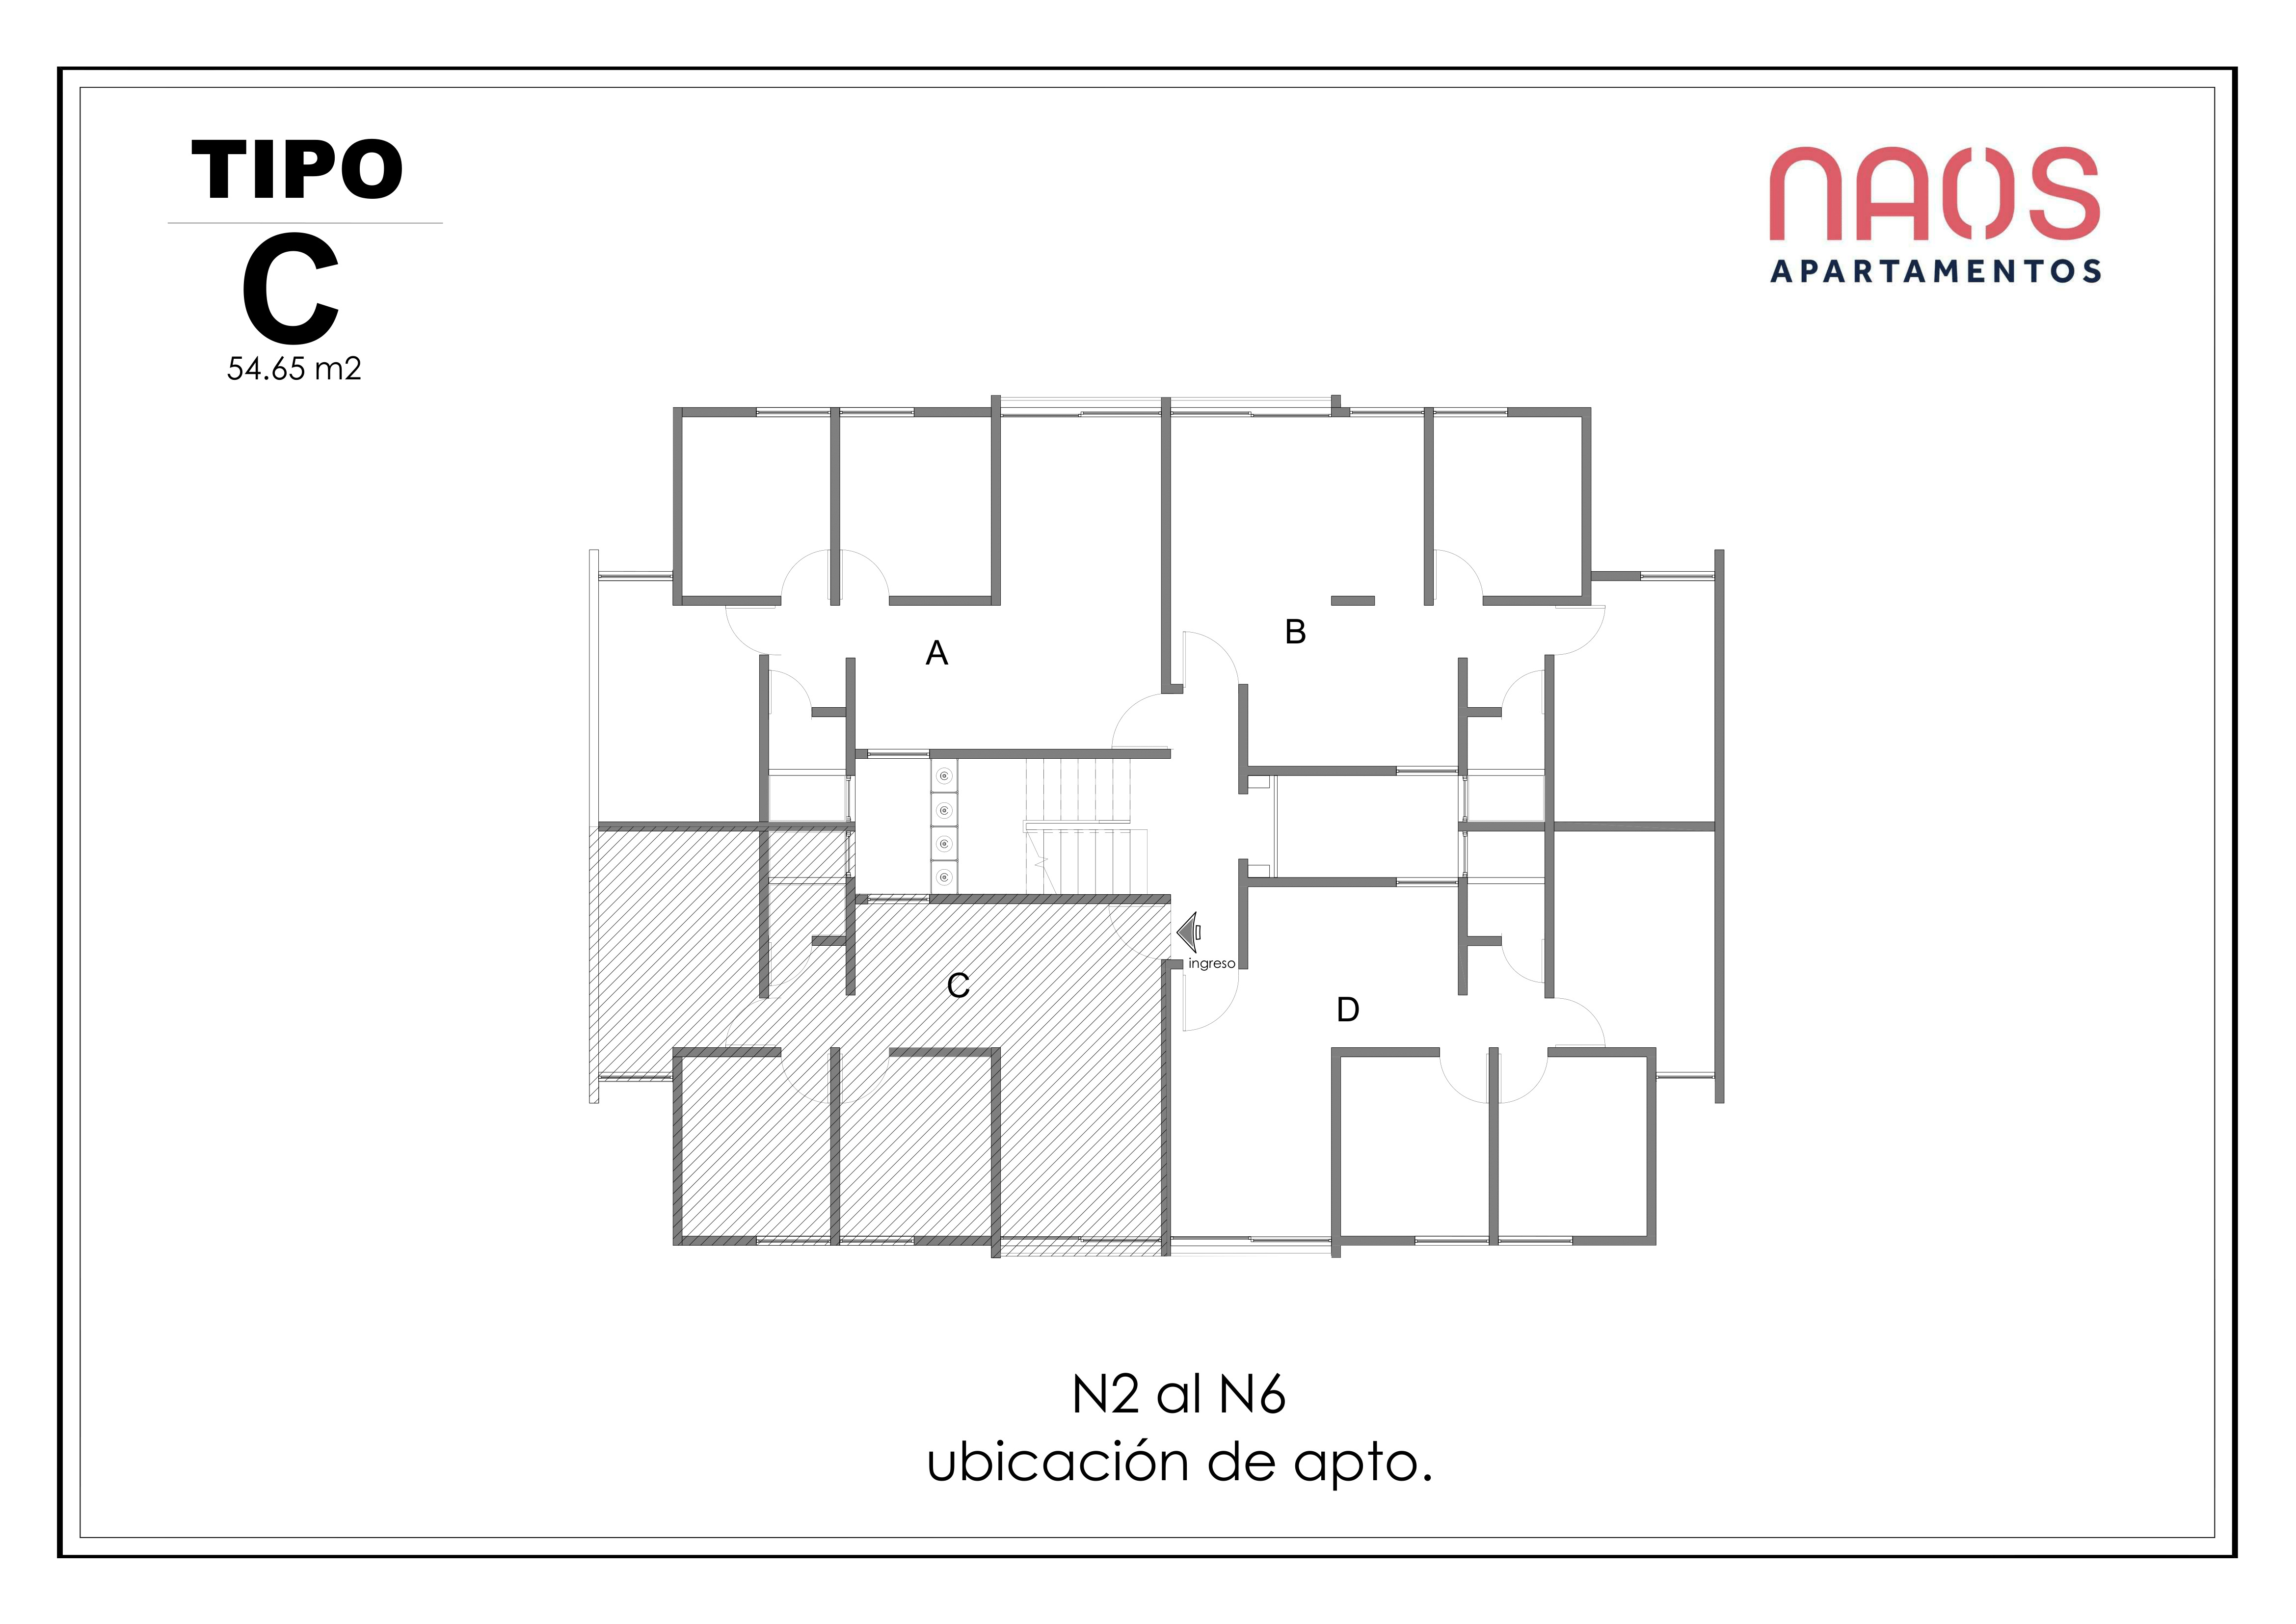 TIPO
C
54.65 m2
NAOS
APARTAMENTOS
A
B
C
ingreso
D
N2 al N6
ubicación de apto.